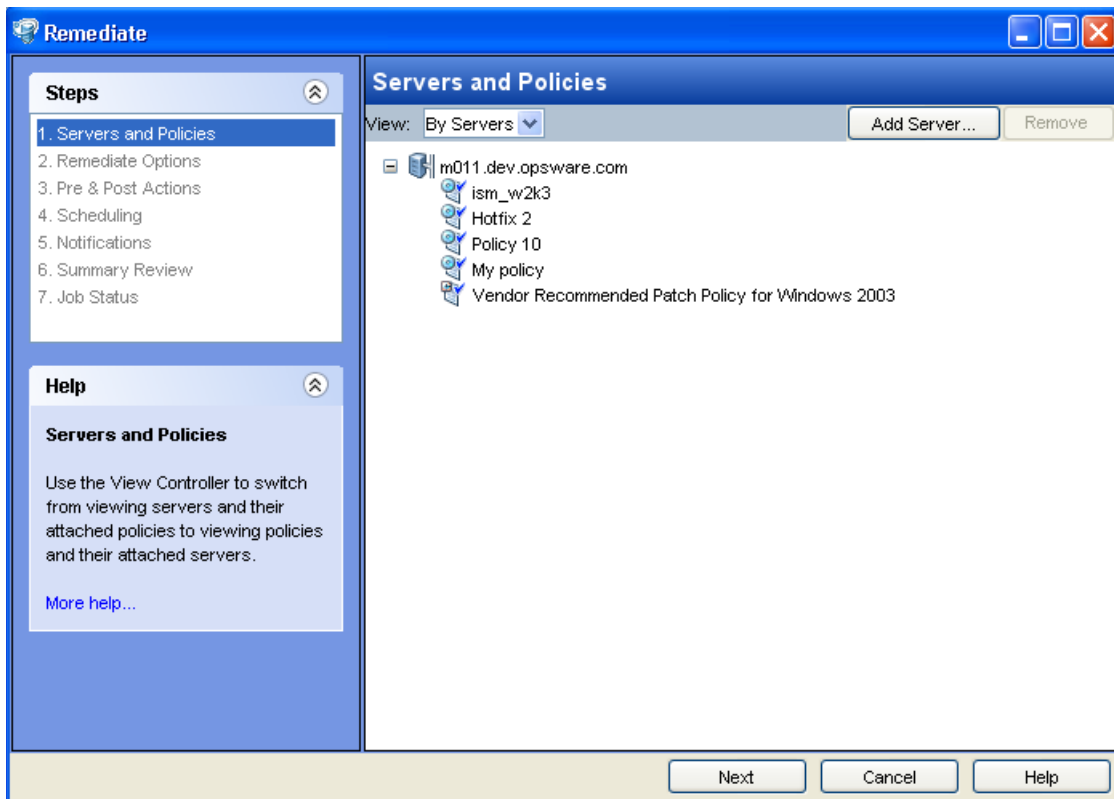 Remediate
Steps
1. Servers and Policies
2. Remediate Options
3. Pre & Post Actions
4. Scheduling
5. Notifications
6. Summary Review
7. Job Status
Help
Servers and Policies
Use the View Controller to switch
from viewing servers and their
attached policies to viewing policies
and their attached servers.
More help...
Servers and Policies
View: By Servers Add Server... Remove
m011.dev.opsware.com
ism_w2k3
Hotfix 2
Policy 10
My policy
Vendor Recommended Patch Policy for Windows 2003
Next Cancel Help